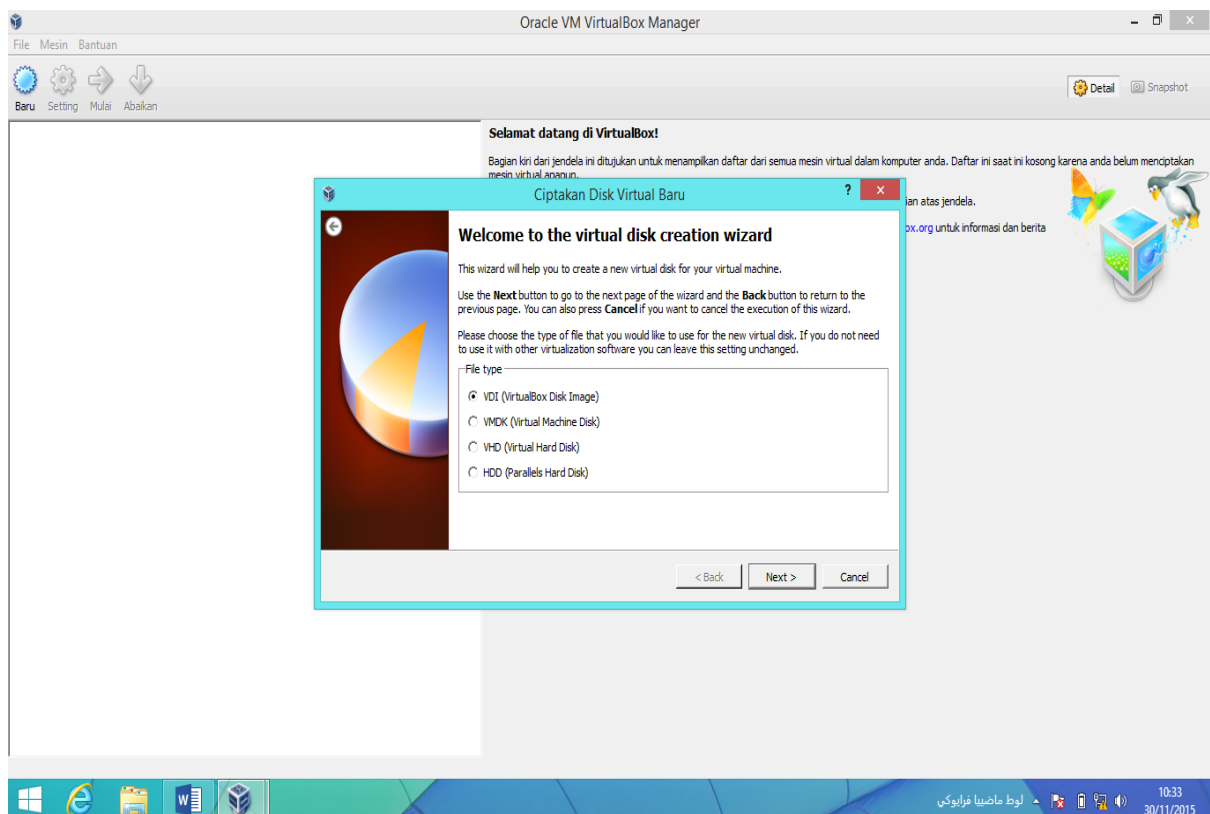 Oracle VM VirtualBox Manager
File Mesin Bantuan
Baru Setting Mulai Abaikan
Detail Snapshot
Selamat datang di VirtualBox!
Bagian kiri dari jendela ini ditujukan untuk menampilkan daftar dari semua mesin virtual dalam komputer anda. Daftar ini saat ini kosong karena anda belum menciptakan
mesin virtual apapun.
ian atas jendela.
ox.org untuk informasi dan berita
Ciptakan Disk Virtual Baru
Welcome to the virtual disk creation wizard
This wizard will help you to create a new virtual disk for your virtual machine.
Use the Next button to go to the next page of the wizard and the Back button to return to the
previous page. You can also press Cancel if you want to cancel the execution of this wizard.
Please choose the type of file that you would like to use for the new virtual disk. If you do not need
to use it with other virtualization software you can leave this setting unchanged.
File type
VDI (VirtualBox Disk Image)
VMDK (Virtual Machine Disk)
VHD (Virtual Hard Disk)
HDD (Parallels Hard Disk)
< Back Next > Cancel
لوط ماضييا فرابوكي
10:33
30/11/2015